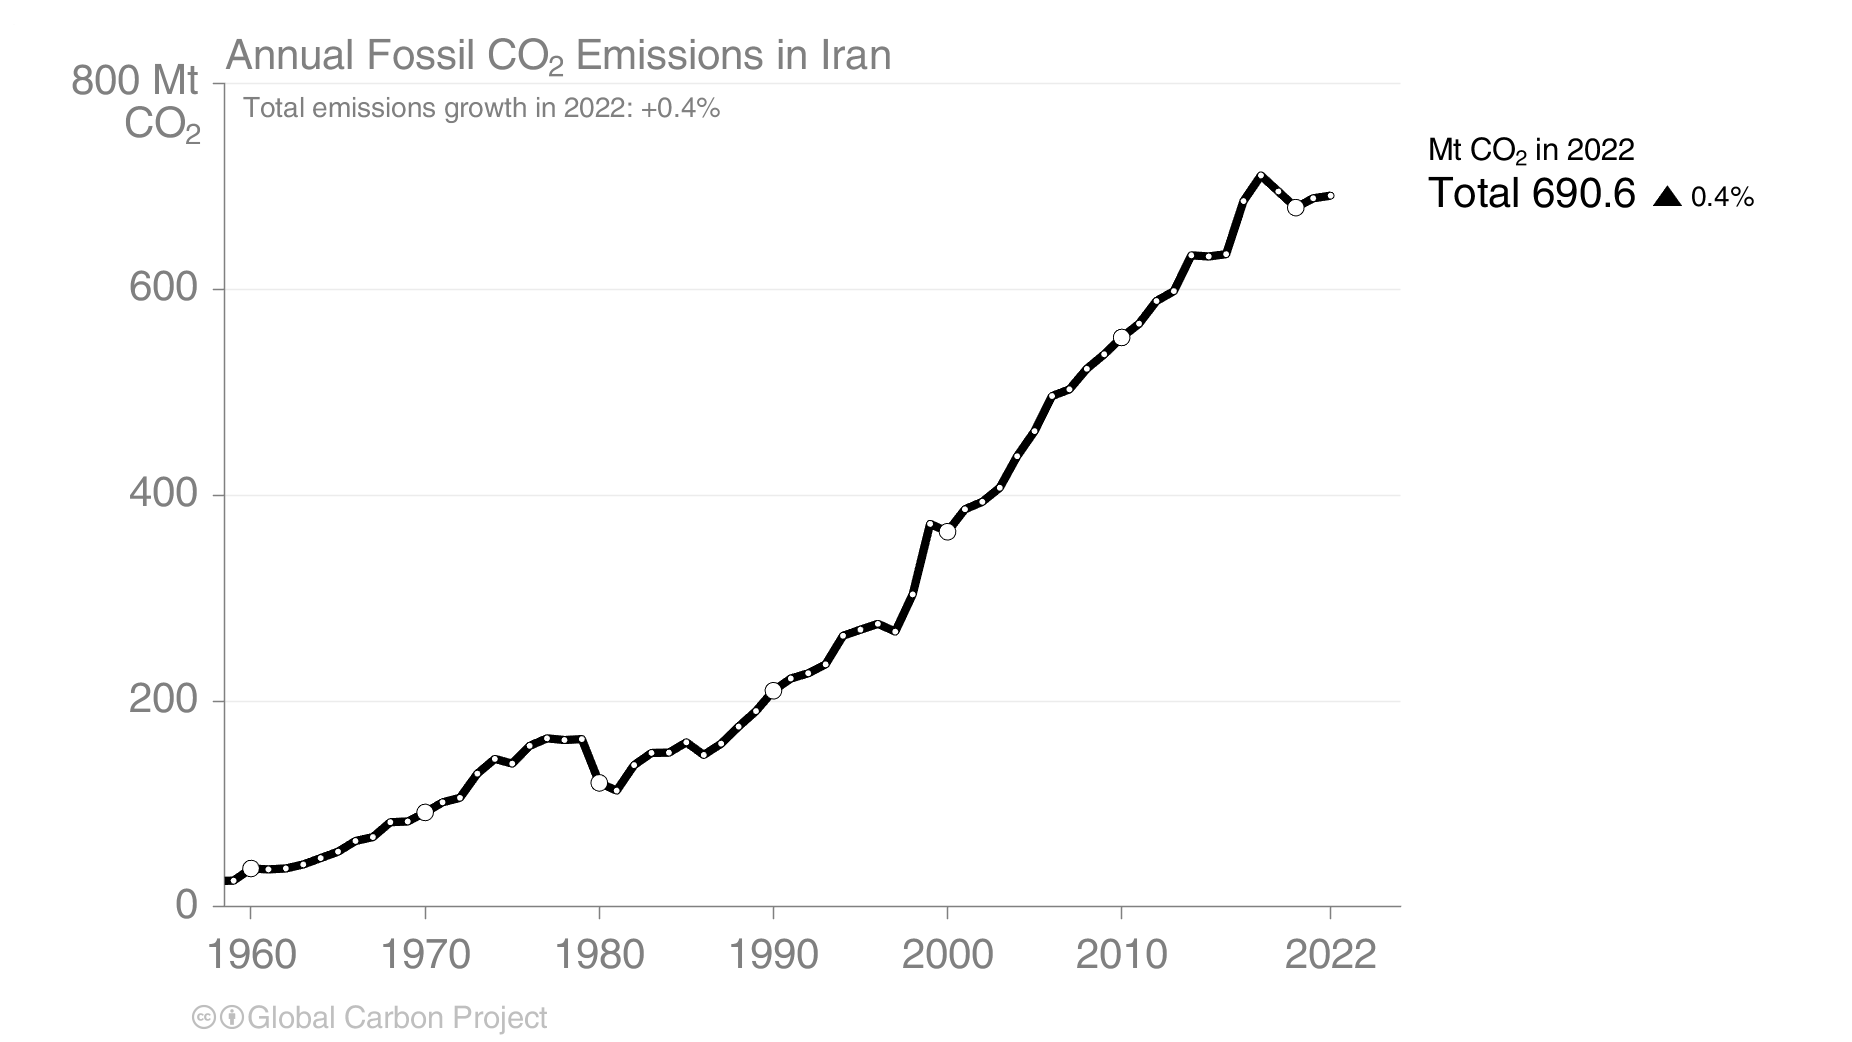 Annual Fossil CO₂ Emissions in Iran
800 Mt
CO₂
Total emissions growth in 2022: +0.4%
Mt CO₂ in 2022
Total 690.6 ▲ 0.4%
600
400
200
0
1960 1970 1980 1990 2000 2010 2022
cc Global Carbon Project